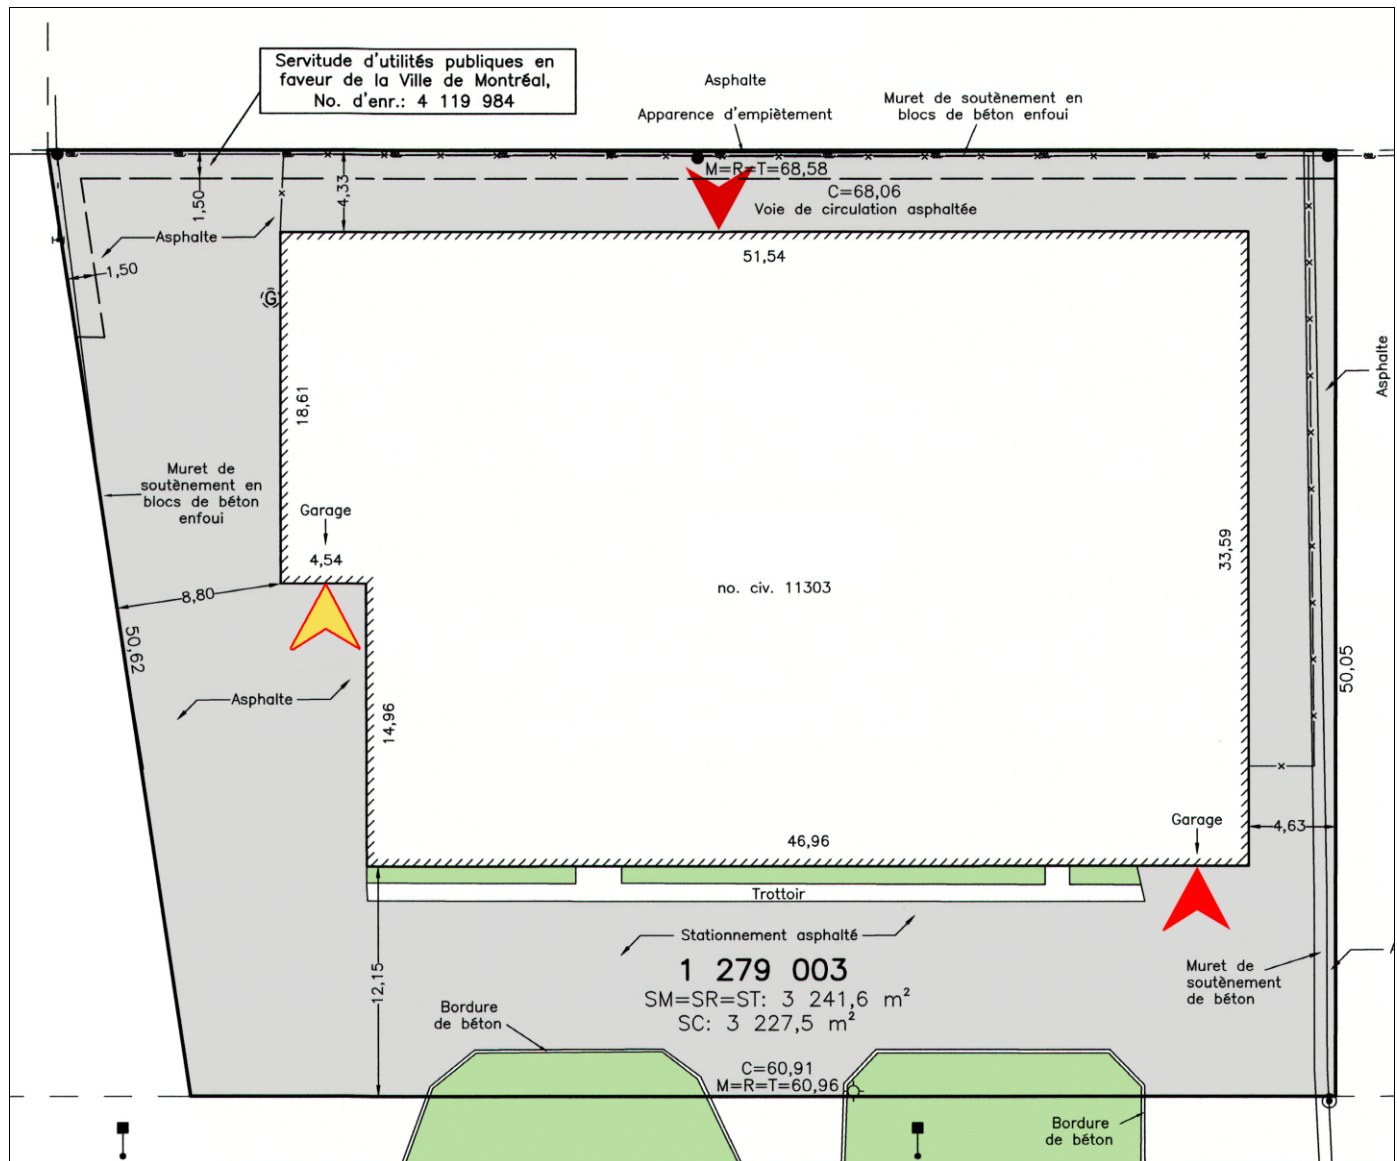 Servitude d'utilités publiques en
faveur de la Ville de Montréal,
No. d'enr.: 4 119 984
Asphalte
Apparence d'empiètement
Muret de soutènement en
blocs de béton enfoui
M=R=T=68,58
C=68,06
Voie de circulation asphaltée
1,50
4,33
Asphalte
1,50
51,54
G
Asphalte
18,61
Muret de
soutènement en
blocs de béton
enfoui
Garage
4,54
33,59
no. civ. 11303
8,80
50,62
50,05
Asphalte
14,96
Garage
4,63
46,96
Trottoir
Stationnement asphalté
1 279 003
SM=SR=ST: 3 241,6 m²
SC: 3 227,5 m²
12,15
Muret de
soutènement
de béton
Bordure
de béton
C=60,91
M=R=T=60,96
Bordure
de béton